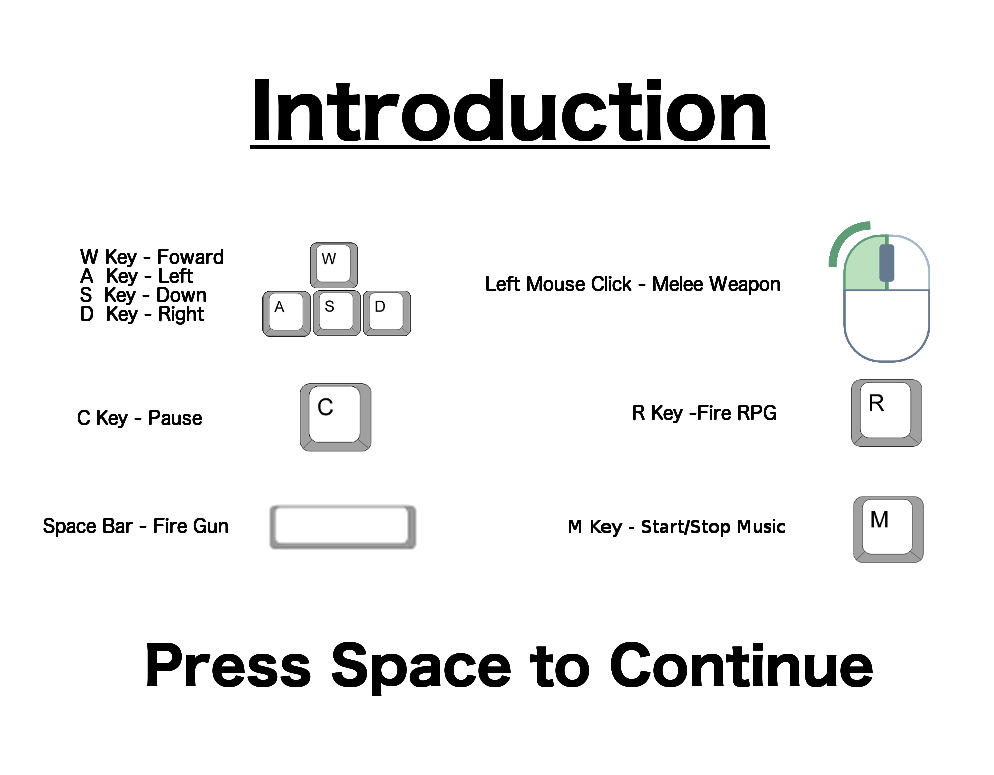 Introduction
W Key - Foward
A Key - Left
S Key - Down
D Key - Right
W
A S D
Left Mouse Click - Melee Weapon
C Key - Pause
C
R Key -Fire RPG
R
Space Bar - Fire Gun
M Key - Start/Stop Music
M
Press Space to Continue